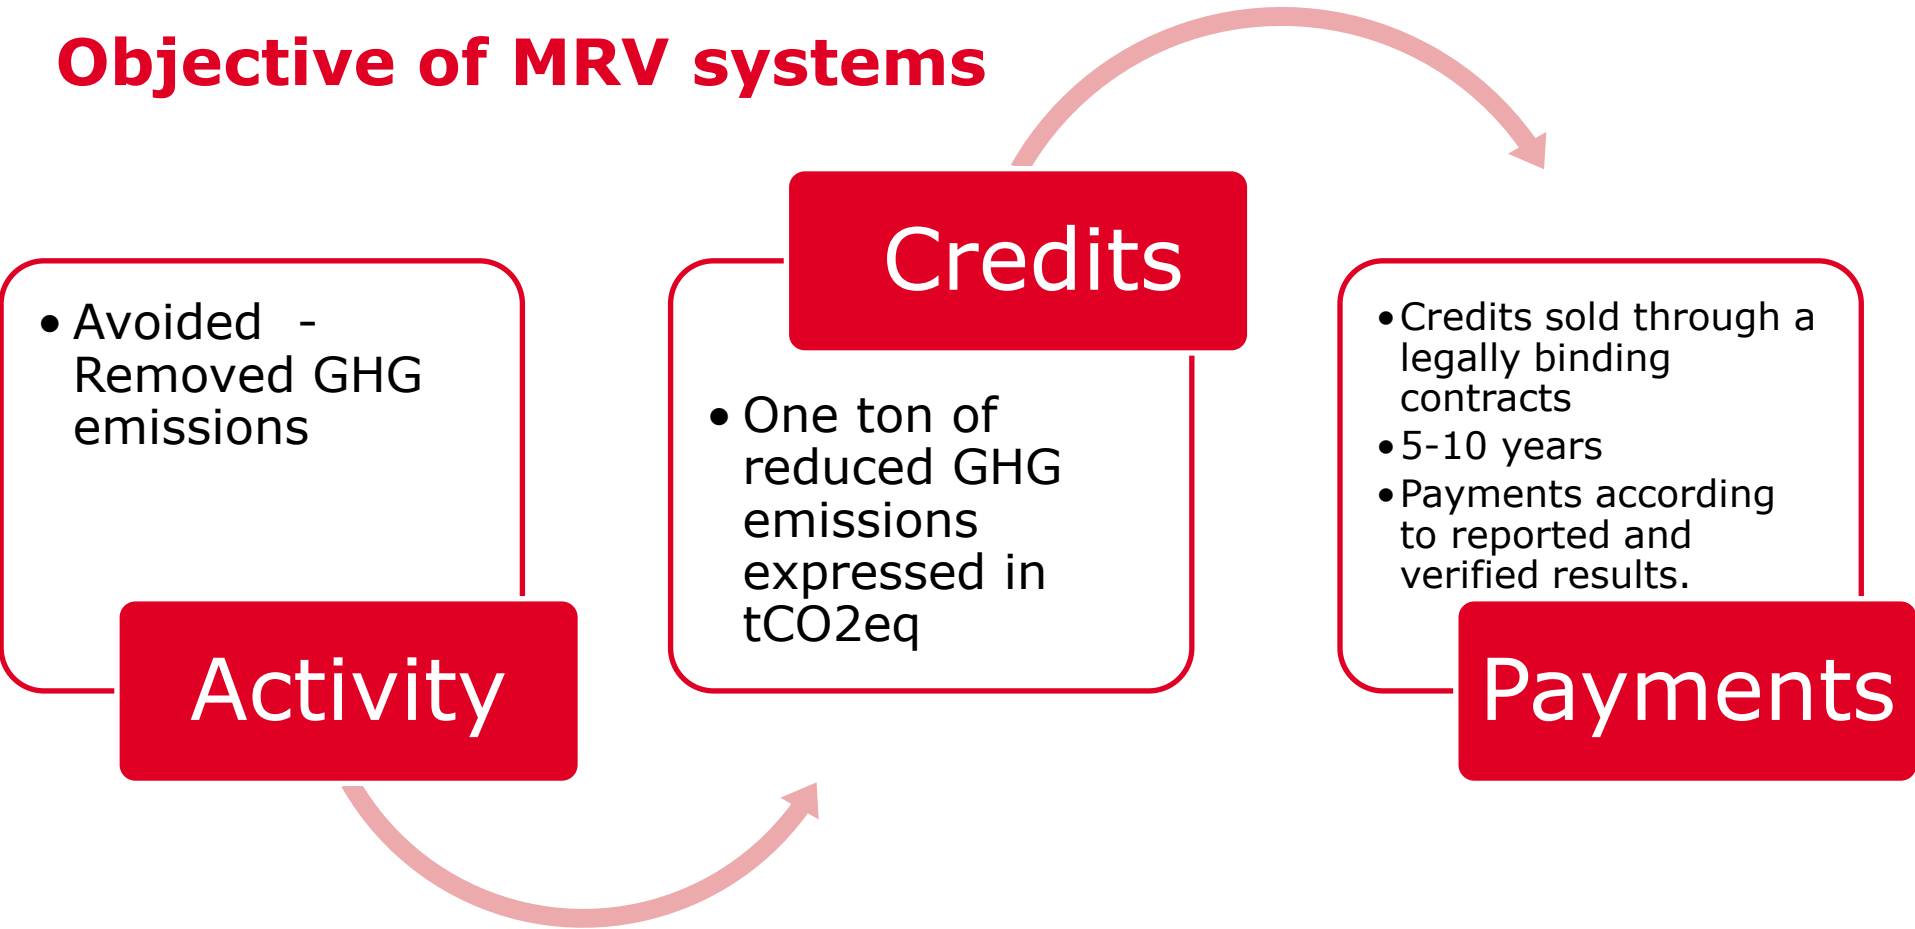 Objective of MRV systems
• Avoided -
Removed GHG
emissions
Activity
Credits
• One ton of
reduced GHG
emissions
expressed in
tCO2eq
• Credits sold through a
legally binding
contracts
• 5-10 years
• Payments according
to reported and
verified results.
Payments